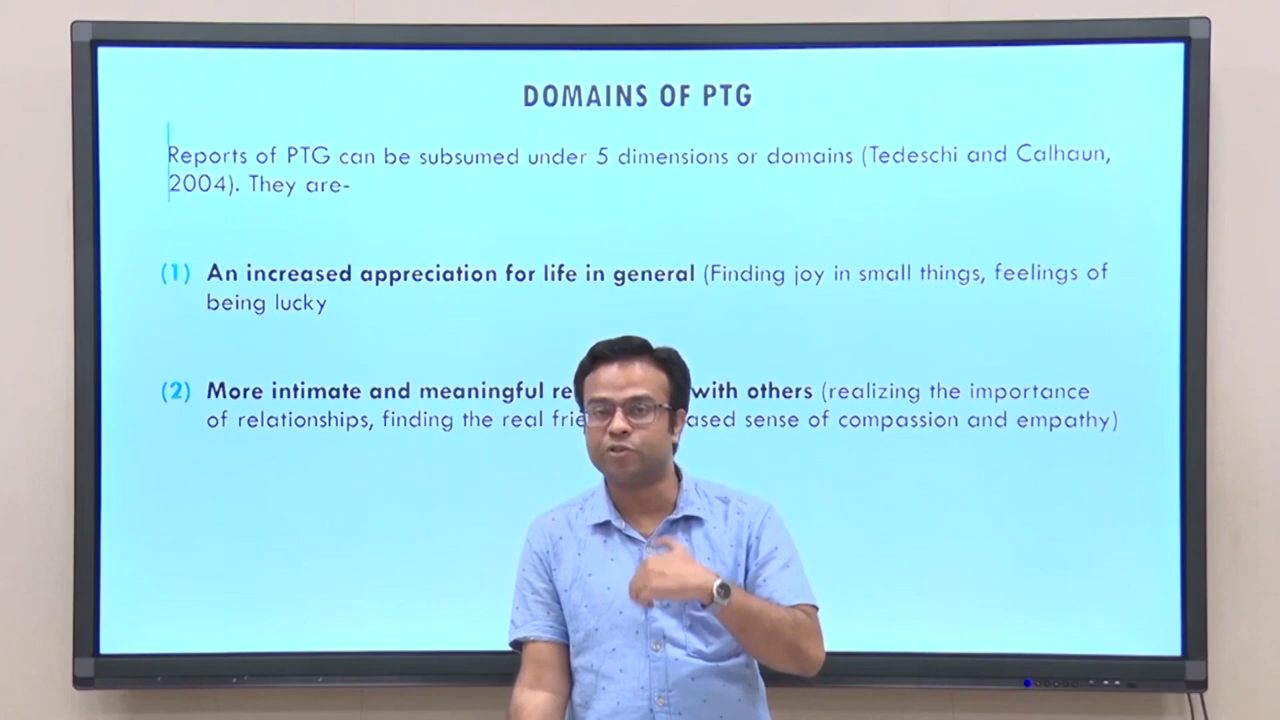 DOMAINS OF PTG
Reports of PTG can be subsumed under 5 dimensions or domains (Tedeschi and Calhaun,
2004). They are-
(1) An increased appreciation for life in general (Finding joy in small things, feelings of
being lucky
(2) More intimate and meaningful with others (realizing the importance
of relationships, finding the real sense of compassion and empathy)